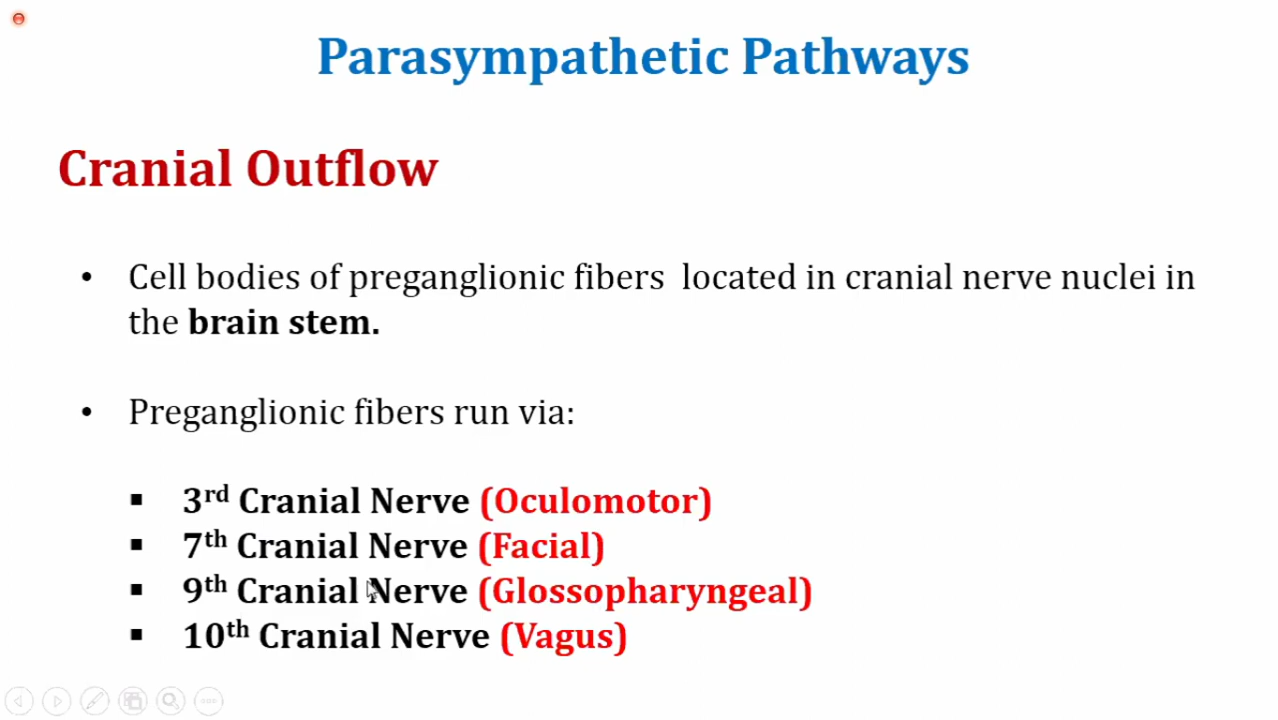 Parasympathetic Pathways
Cranial Outflow
• Cell bodies of preganglionic fibers located in cranial nerve nuclei in
the brain stem.
• Preganglionic fibers run via:
▪ 3rd Cranial Nerve (Oculomotor)
▪ 7th Cranial Nerve (Facial)
▪ 9th Cranial Nerve (Glossopharyngeal)
▪ 10th Cranial Nerve (Vagus)